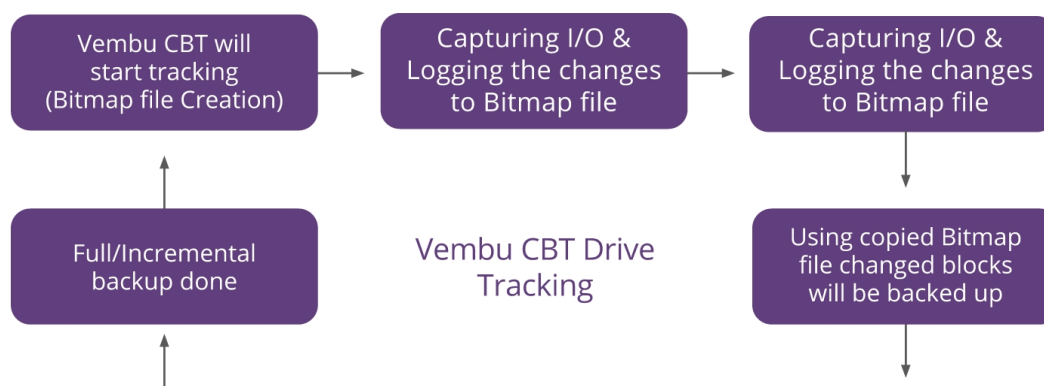 Vembu CBT will
start tracking
(Bitmap file Creation)
Capturing I/O &
Logging the changes
to Bitmap file
Capturing I/O &
Logging the changes
to Bitmap file
Full/Incremental
backup done
Vembu CBT Drive
Tracking
Using copied Bitmap
file changed blocks
will be backed up